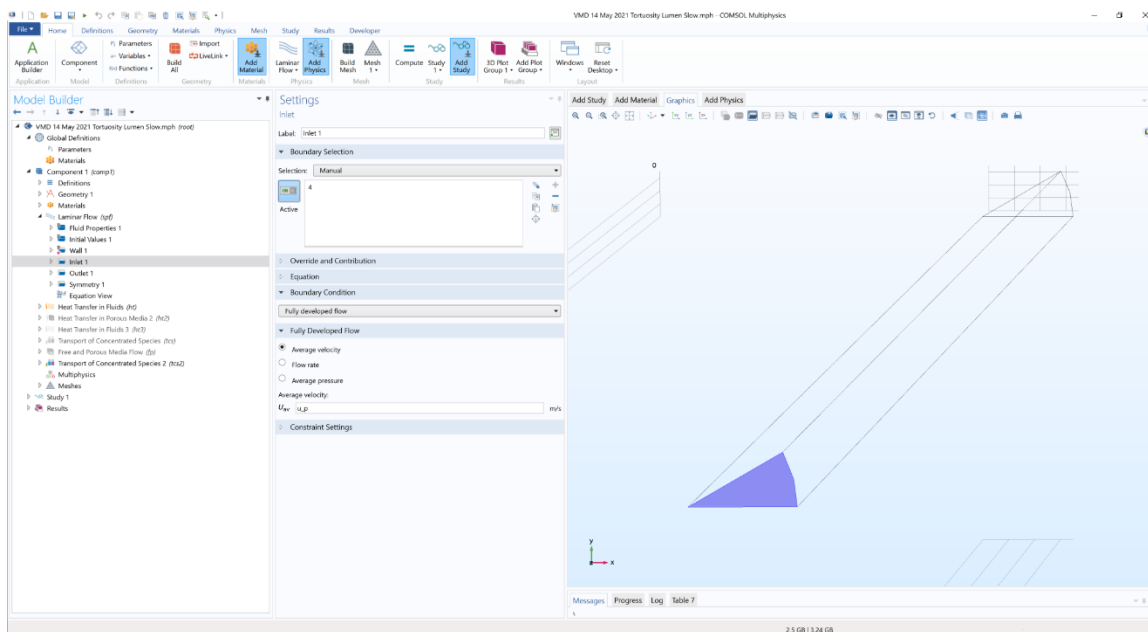 VMD 14 May 2021 Tortuosity Lumen Slow.mph - COMSOL Multiphysics
File Home Definitions Geometry Materials Physics Mesh Study Results Developer
A
Application Builder
Component
Pi Parameters
a= Variables
f(x) Functions
Build All
Import
LiveLink
Add Material
Laminar Flow
Add Physics
Build Mesh
Mesh 1
Compute
Study 1
Add Study
3D Plot Group 1
Add Plot Group
Windows
Reset Desktop
Application Model Definitions Geometry Materials Physics Mesh Study Results Layout
Model Builder
VMD 14 May 2021 Tortuosity Lumen Slow.mph (root)
Global Definitions
Pi Parameters
Materials
Component 1 (comp1)
Definitions
Geometry 1
Materials
Laminar Flow (spf)
Fluid Properties 1
Initial Values 1
Wall 1
Inlet 1
Outlet 1
Symmetry 1
Equation View
Heat Transfer in Fluids (ht)
Heat Transfer in Porous Media 2 (ht2)
Heat Transfer in Fluids 3 (ht3)
Transport of Concentrated Species (tcs)
Free and Porous Media Flow (fp)
Transport of Concentrated Species 2 (tcs2)
Multiphysics
Meshes
Study 1
Results
Settings
Inlet
Label: Inlet 1
Boundary Selection
Selection: Manual
4
Active
Override and Contribution
Equation
Boundary Condition
Fully developed flow
Fully Developed Flow
Average velocity
Flow rate
Average pressure
Average velocity:
Uav u_p m/s
Constraint Settings
Add Study Add Material Graphics Add Physics
0
y
x
Messages Progress Log Table 7
2.5 GB | 3.24 GB